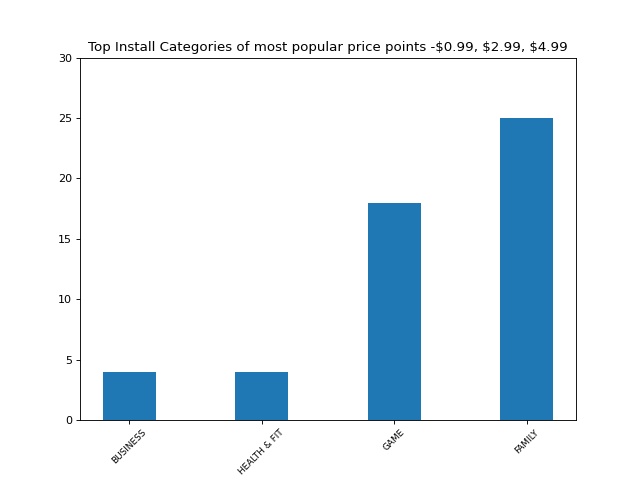 Top Install Categories of most popular price points -$0.99, $2.99, $4.99
30
25
20
15
10
5
0
BUSINESS
HEALTH & FIT
GAME
FAMILY